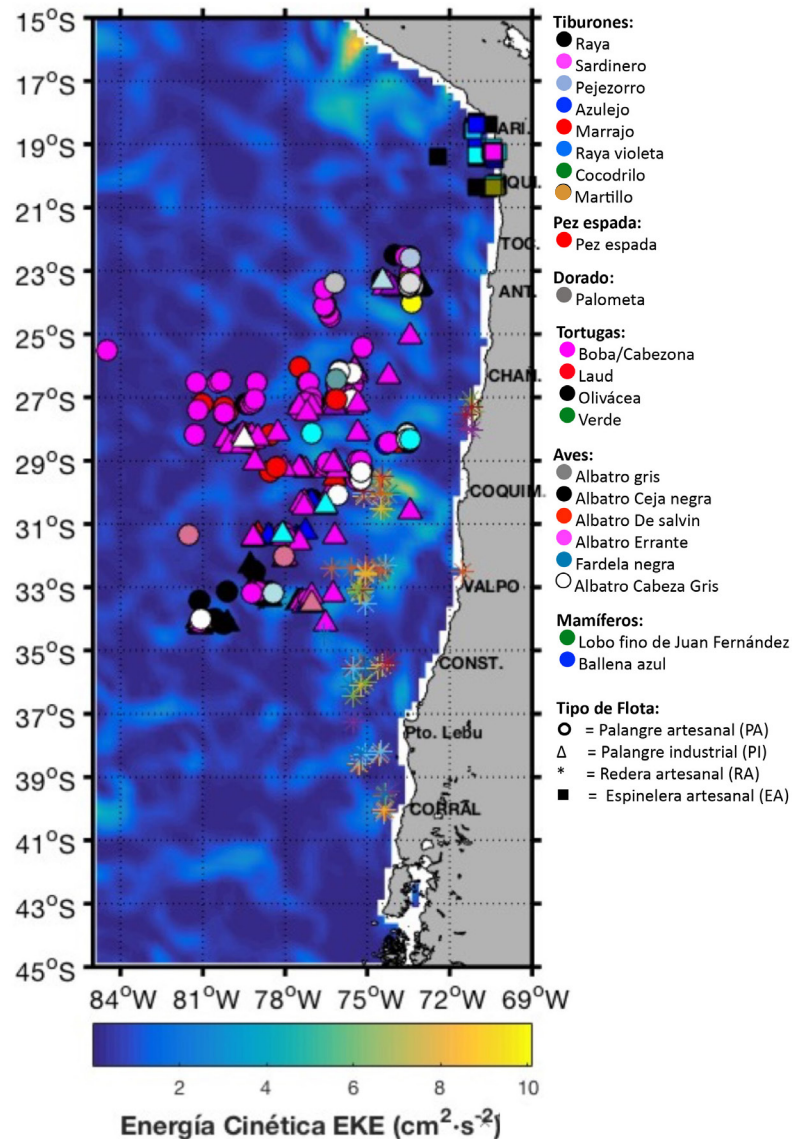 15°S
17°S
19°S
21°S
23°S
25°S
27°S
29°S
31°S
33°S
35°S
37°S
39°S
41°S
43°S
45°S
84°W 81°W 78°W 75°W 72°W 69°W
ARI.
IQUI.
TOC.
ANT.
CHAÑ.
COQUIM.
VALPO
CONST.
Pto. Lebu
CORRAL
2 4 6 8 10
Energía Cinética EKE (cm²·s⁻²)
Tiburones:
Raya
Sardinero
Pejezorro
Azulejo
Marrajo
Raya violeta
Cocodrilo
Martillo
Pez espada:
Pez espada
Dorado:
Palometa
Tortugas:
Boba/Cabezona
Laud
Olivácea
Verde
Aves:
Albatro gris
Albatro Ceja negra
Albatro De salvin
Albatro Errante
Fardela negra
Albatro Cabeza Gris
Mamíferos:
Lobo fino de Juan Fernández
Ballena azul
Tipo de Flota:
= Palangre artesanal (PA)
= Palangre industrial (PI)
* = Redera artesanal (RA)
= Espinelera artesanal (EA)